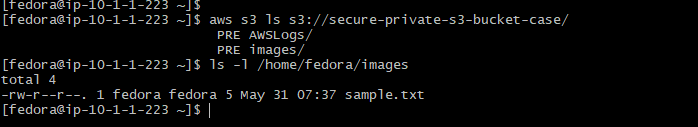 [fedora@ip-10-1-1-223 ~]$
[fedora@ip-10-1-1-223 ~]$ aws s3 ls s3://secure-private-s3-bucket-case/
                           PRE AWSLogs/
                           PRE images/
[fedora@ip-10-1-1-223 ~]$ ls -l /home/fedora/images
total 4
-rw-r--r--. 1 fedora fedora 5 May 31 07:37 sample.txt
[fedora@ip-10-1-1-223 ~]$